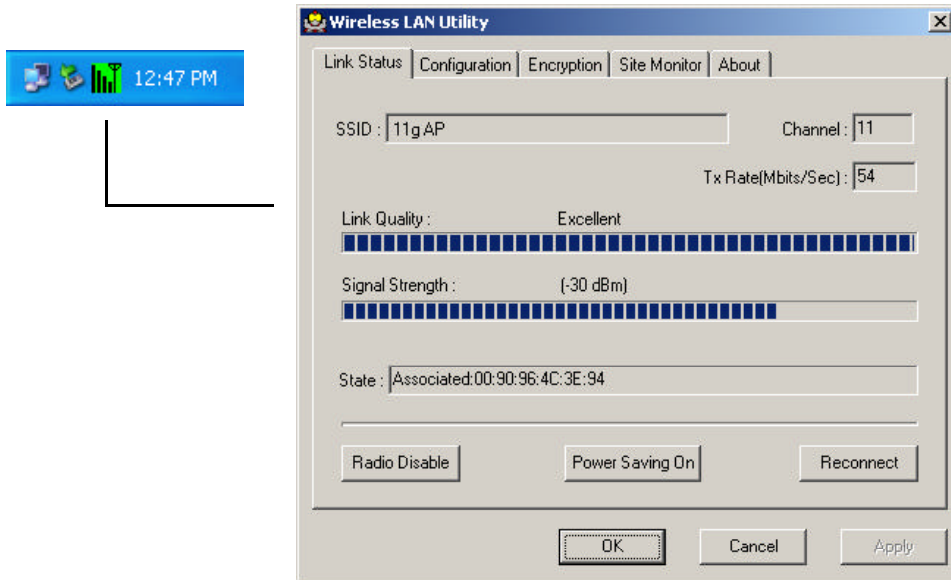 12:47 PM
Wireless LAN Utility
Link Status Configuration Encryption Site Monitor About
SSID : 11g AP Channel : 11
Tx Rate(Mbits/Sec) : 54
Link Quality : Excellent
Signal Strength : (-30 dBm)
State : Associated:00:90:96:4C:3E:94
Radio Disable Power Saving On Reconnect
OK Cancel Apply